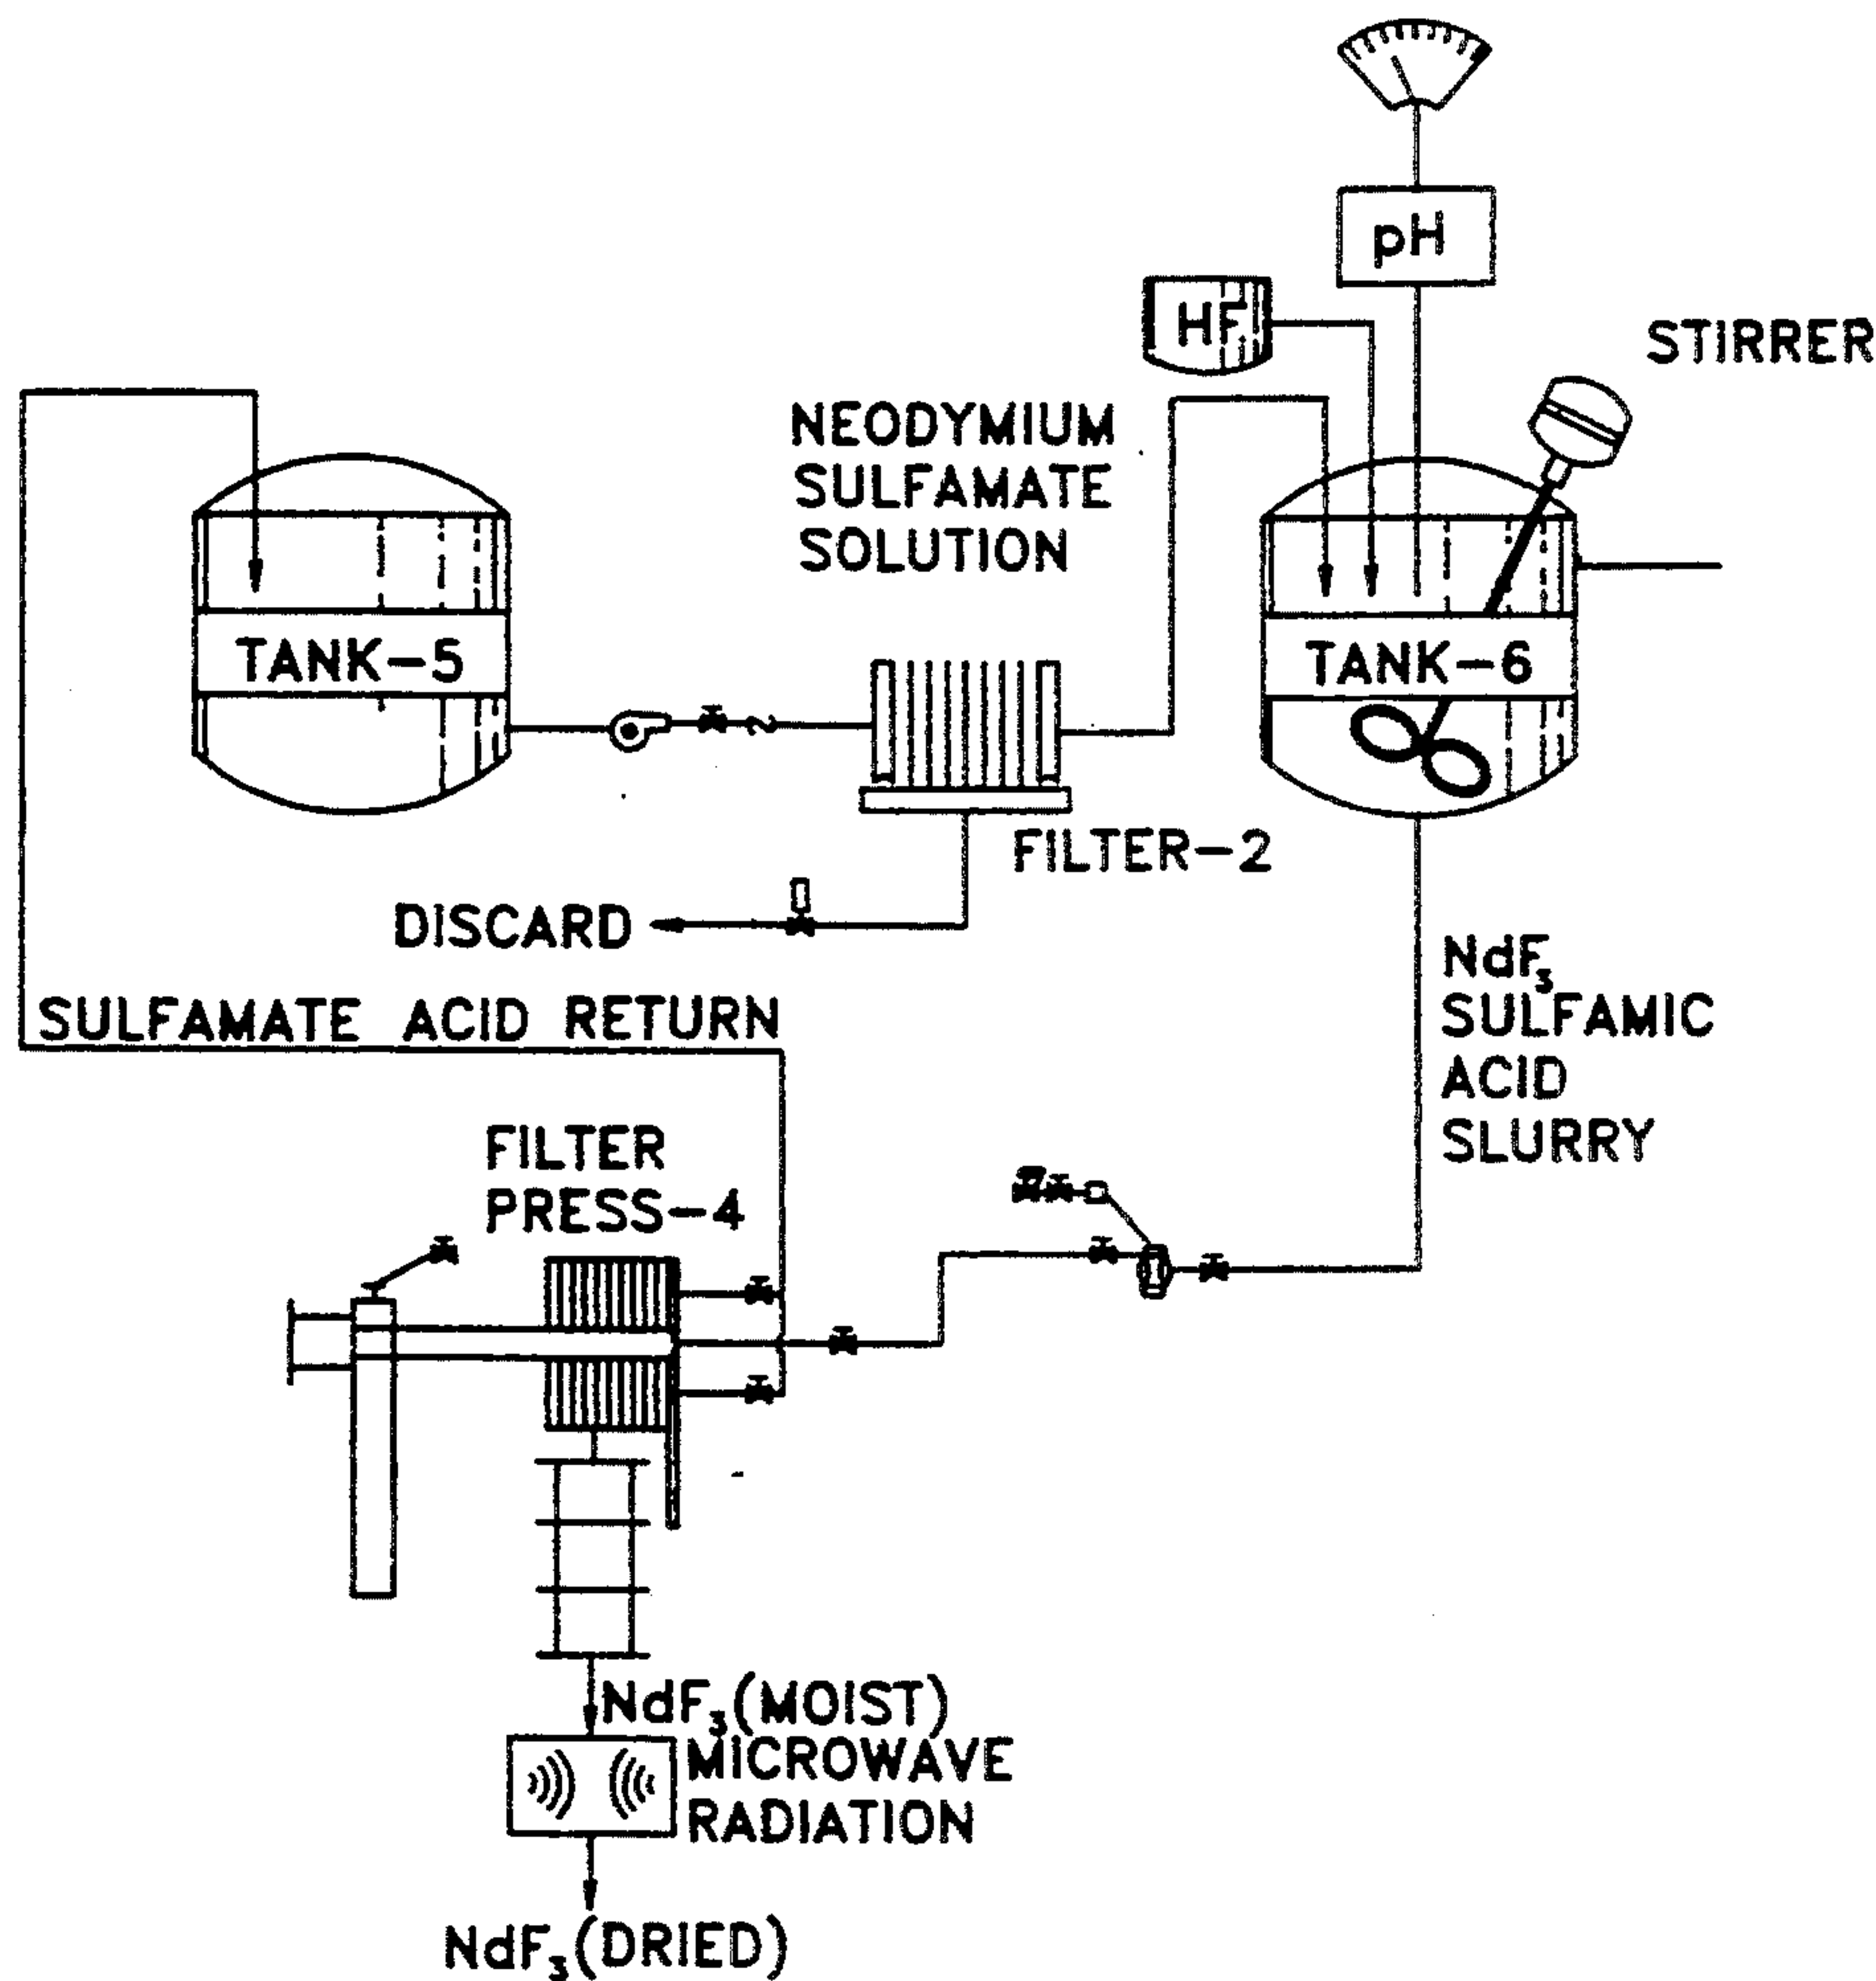 pH
HF
STIRRER
NEODYMIUM
SULFAMATE
SOLUTION
TANK-5
TANK-6
FILTER-2
DISCARD
NdF₃
SULFAMIC
ACID
SLURRY
SULFAMATE ACID RETURN
FILTER
PRESS-4
NdF₃(MOIST)
MICROWAVE
RADIATION
NdF₃(DRIED)